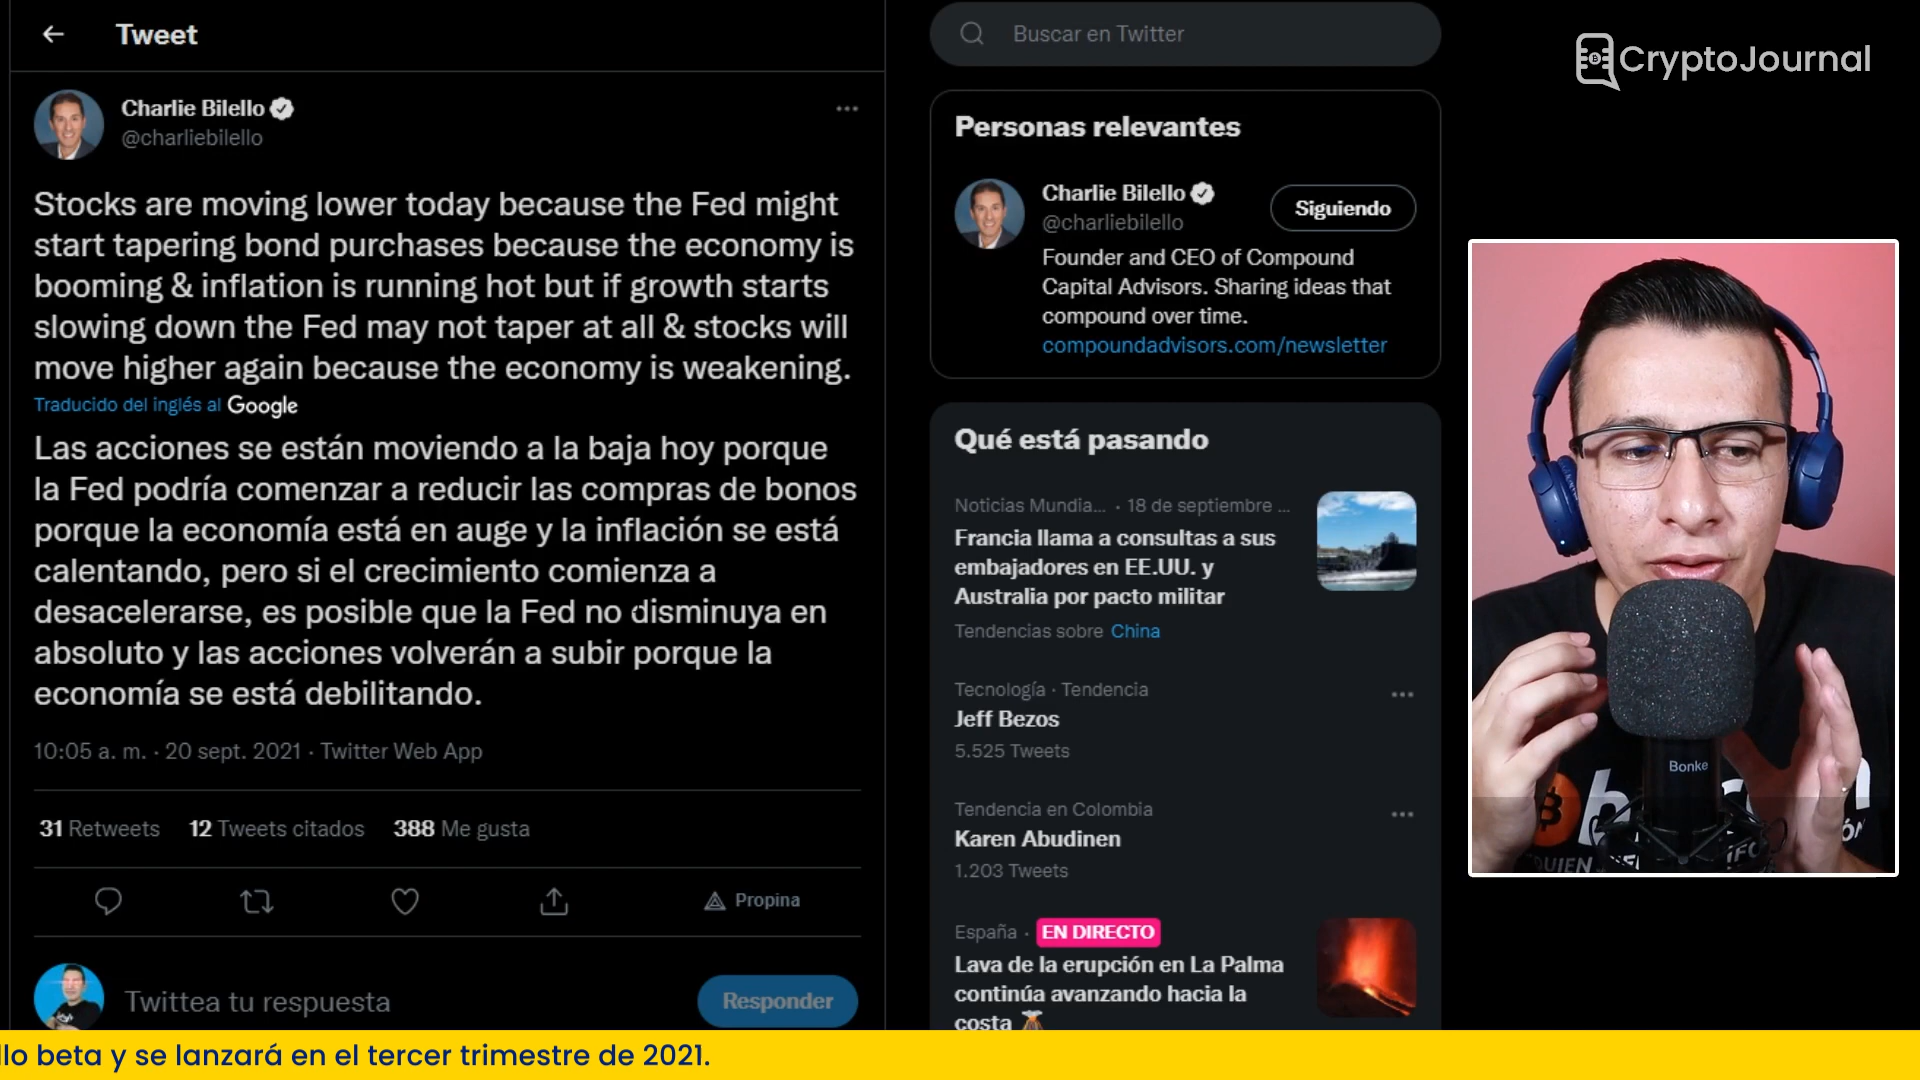 Tweet
Charlie Bilello
@charliebilello
Stocks are moving lower today because the Fed might
start tapering bond purchases because the economy is
booming & inflation is running hot but if growth starts
slowing down the Fed may not taper at all & stocks will
move higher again because the economy is weakening.
Traducido del inglés al Google
Las acciones se están moviendo a la baja hoy porque
la Fed podría comenzar a reducir las compras de bonos
porque la economía está en auge y la inflación se está
calentando, pero si el crecimiento comienza a
desacelerarse, es posible que la Fed no disminuya en
absoluto y las acciones volverán a subir porque la
economía se está debilitando.
10:05 a. m. · 20 sept. 2021 · Twitter Web App
31 Retweets 12 Tweets citados 388 Me gusta
Propina
Twittea tu respuesta
Responder
Buscar en Twitter
Personas relevantes
Charlie Bilello
@charliebilello
Siguiendo
Founder and CEO of Compound
Capital Advisors. Sharing ideas that
compound over time.
compoundadvisors.com/newsletter
Qué está pasando
Noticias Mundia... · 18 de septiembre ...
Francia llama a consultas a sus
embajadores en EE.UU. y
Australia por pacto militar
Tendencias sobre China
Tecnología · Tendencia
Jeff Bezos
5.525 Tweets
Tendencia en Colombia
Karen Abudinen
1.203 Tweets
España · EN DIRECTO
Lava de la erupción en La Palma
continúa avanzando hacia la
costa
CryptoJournal
Bonke
llo beta y se lanzará en el tercer trimestre de 2021.